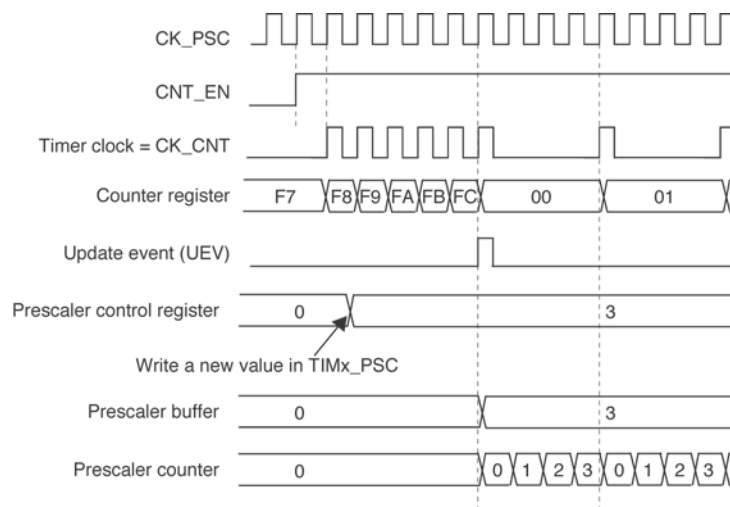 CK_PSC
CNT_EN
Timer clock = CK_CNT
Counter register F7 F8 F9 FA FB FC 00 01
Update event (UEV)
Prescaler control register 0 3
Write a new value in TIMx_PSC
Prescaler buffer 0 3
Prescaler counter 0 0 1 2 3 0 1 2 3